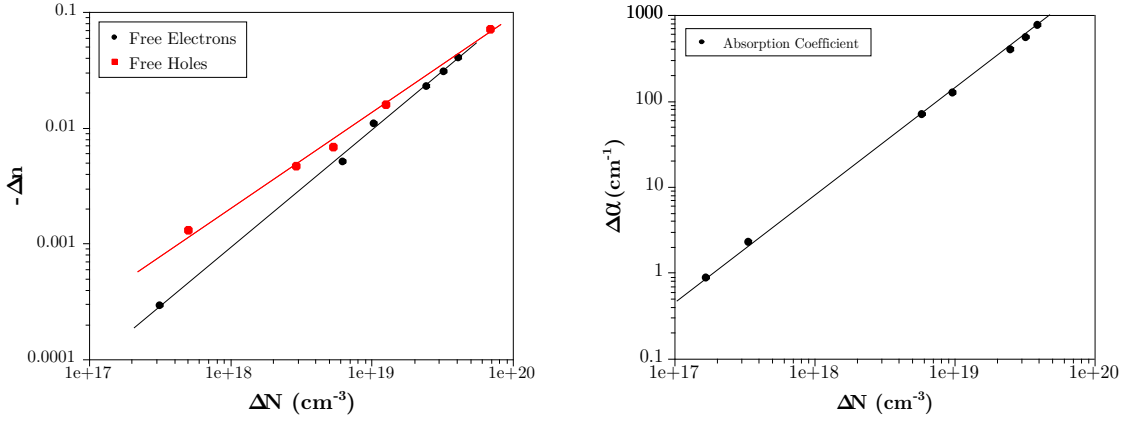 0.1
Free Electrons
Free Holes
0.01
-Δn
0.001
0.0001
1e+17 1e+18 1e+19 1e+20
ΔN (cm⁻³)
1000
Absorption Coefficient
100
Δα (cm⁻¹)
10
1
0.1
1e+17 1e+18 1e+19 1e+20
ΔN (cm⁻³)